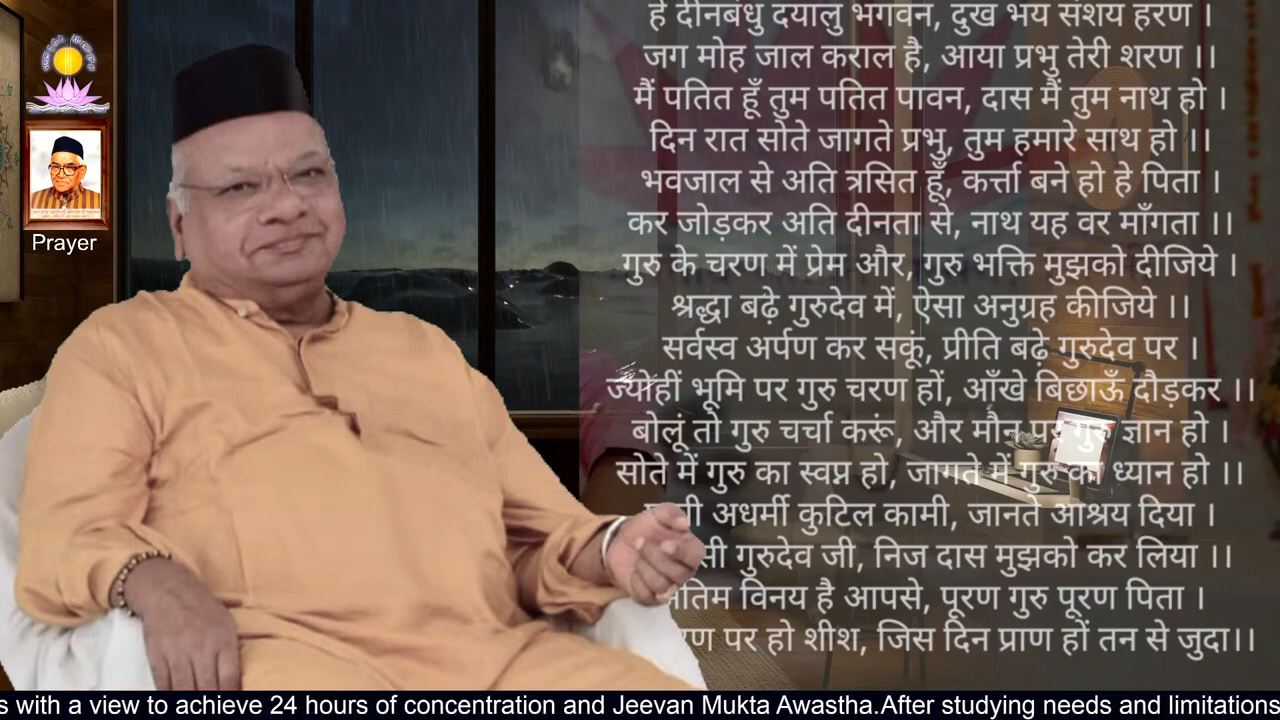 हे दीनबंधु दयालु भगवन, दुख भय संशय हरण ।
जग मोह जाल कराल है, आया प्रभु तेरी शरण ।।
मैं पतित हूँ तुम पतित पावन, दास मैं तुम नाथ हो ।
दिन रात सोते जागते प्रभु, तुम हमारे साथ हो ।।
भवजाल से अति त्रसित हूँ, कर्त्ता बने हो हे पिता ।
कर जोड़कर अति दीनता से, नाथ यह वर माँगता ।।
गुरु के चरण में प्रेम और, गुरु भक्ति मुझको दीजिये ।
श्रद्धा बढ़े गुरुदेव में, ऐसा अनुग्रह कीजिये ।।
सर्वस्व अर्पण कर सकूं, प्रीति बढ़े गुरुदेव पर ।
ज्योहीं भूमि पर गुरु चरण हों, आँखे बिछाऊँ दौड़कर ।।
बोलूं तो गुरु चर्चा करूं, और मौन पर गुरु ज्ञान हो ।
सोते में गुरु का स्वप्न हो, जागते में गुरु का ध्यान हो ।।
अधर्मी कुटिल कामी, जानते आश्रय दिया ।
गुरुदेव जी, निज दास मुझको कर लिया ।।
विनय है आपसे, पूरण गुरु पूरण पिता ।
पर हो शीश, जिस दिन प्राण हों तन से जुदा।।
Prayer
s with a view to achieve 24 hours of concentration and Jeevan Mukta Awastha.After studying needs and limitations